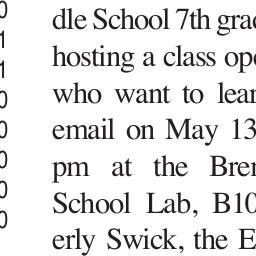 dle School 7th grad
hosting a class ope
who want to lear
email on May 13
pm at the Bren
School Lab, B10
erly Swick, the E
0
1
1
0
0
0
0
0